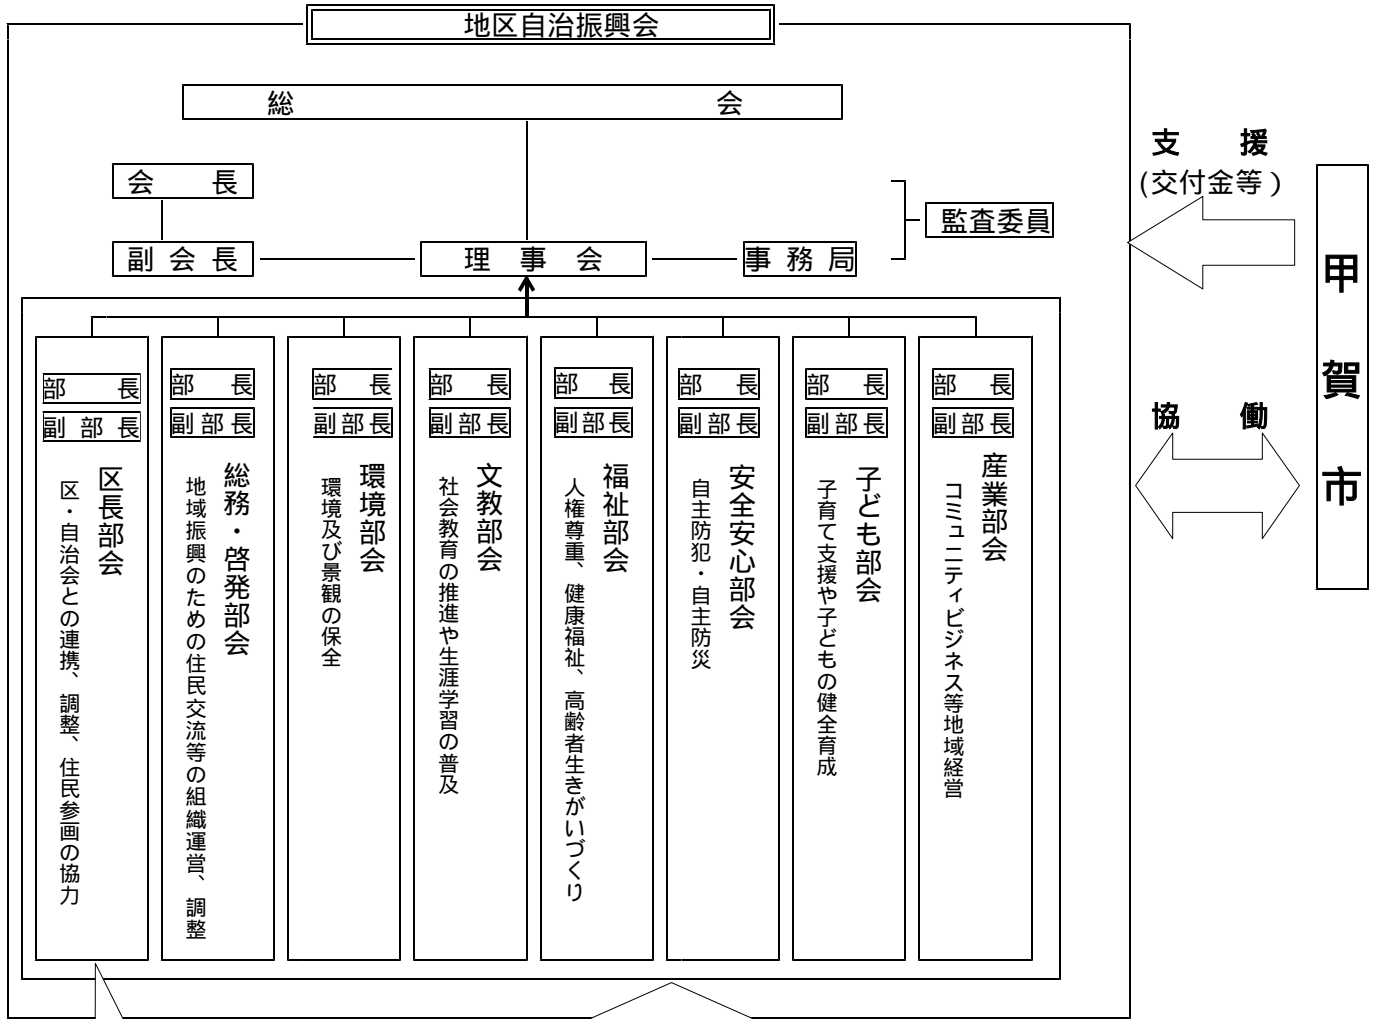 地区自治振興会
総　会
会　長
副会長
理事会
事務局
監査委員
支　援
(交付金等)
協　働
甲賀市
部　長
副部長
区長部会
区・自治会との連携、調整、住民参画の協力
部　長
副部長
総務・啓発部会
地域振興のための住民交流等の組織運営、調整
部　長
副部長
環境部会
環境及び景観の保全
部　長
副部長
文教部会
社会教育の推進や生涯学習の普及
部　長
副部長
福祉部会
人権尊重、健康福祉、高齢者生きがいづくり
部　長
副部長
安全安心部会
自主防犯・自主防災
部　長
副部長
子ども部会
子育て支援や子どもの健全育成
部　長
副部長
産業部会
コミュニティビジネス等地域経営